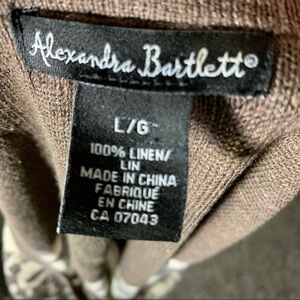 Alexandra Bartlett®
L/G
100% LINEN/
LIN
MADE IN CHINA
FABRIQUÉ
EN CHINE
CA 07043